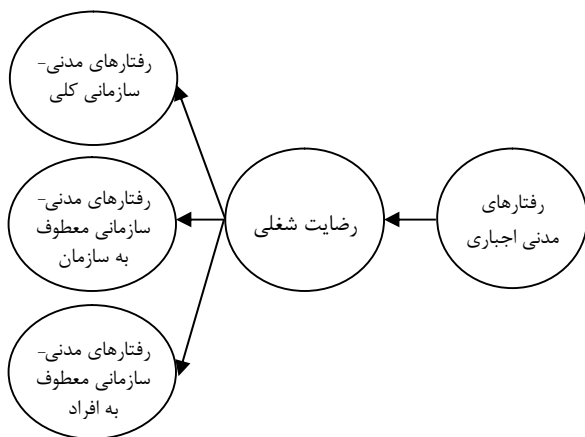 رفتارهای
مدنی اجباری
رضایت شغلی
رفتارهای مدنی-
سازمانی کلی
رفتارهای مدنی-
سازمانی معطوف
به سازمان
رفتارهای مدنی-
سازمانی معطوف
به افراد